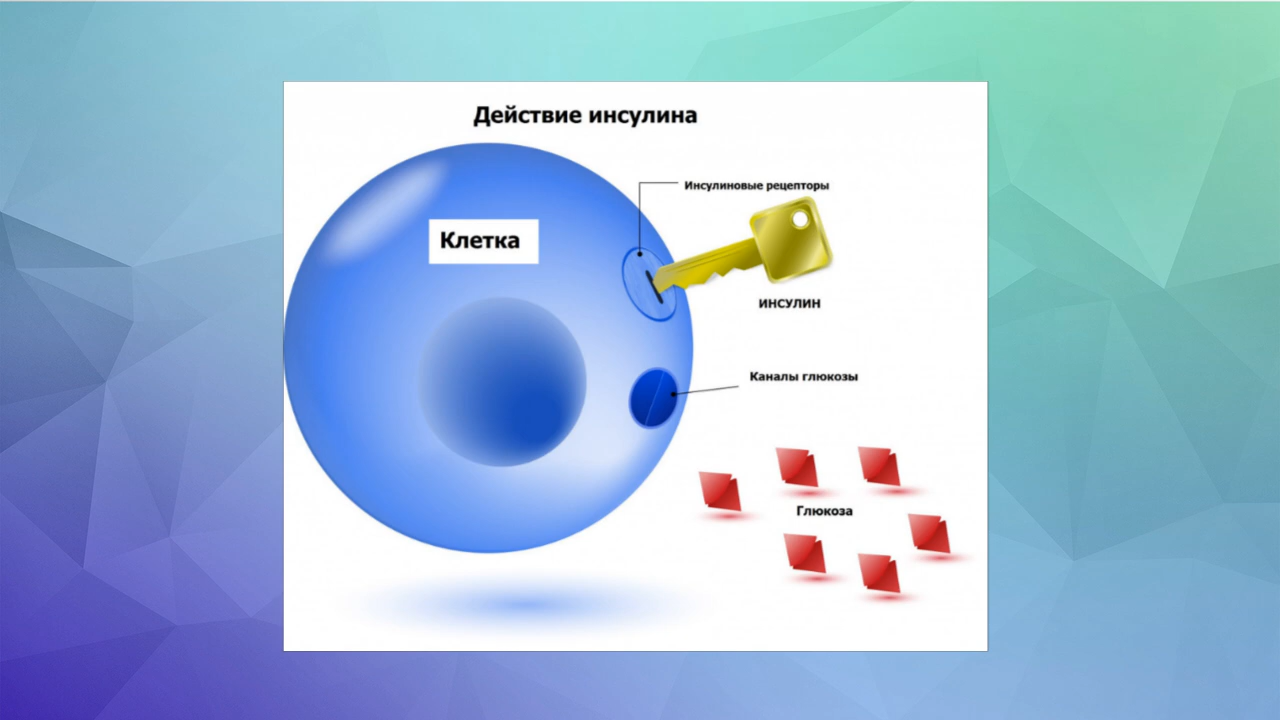 Действие инсулина
Инсулиновые рецепторы
Клетка
ИНСУЛИН
Каналы глюкозы
Глюкоза